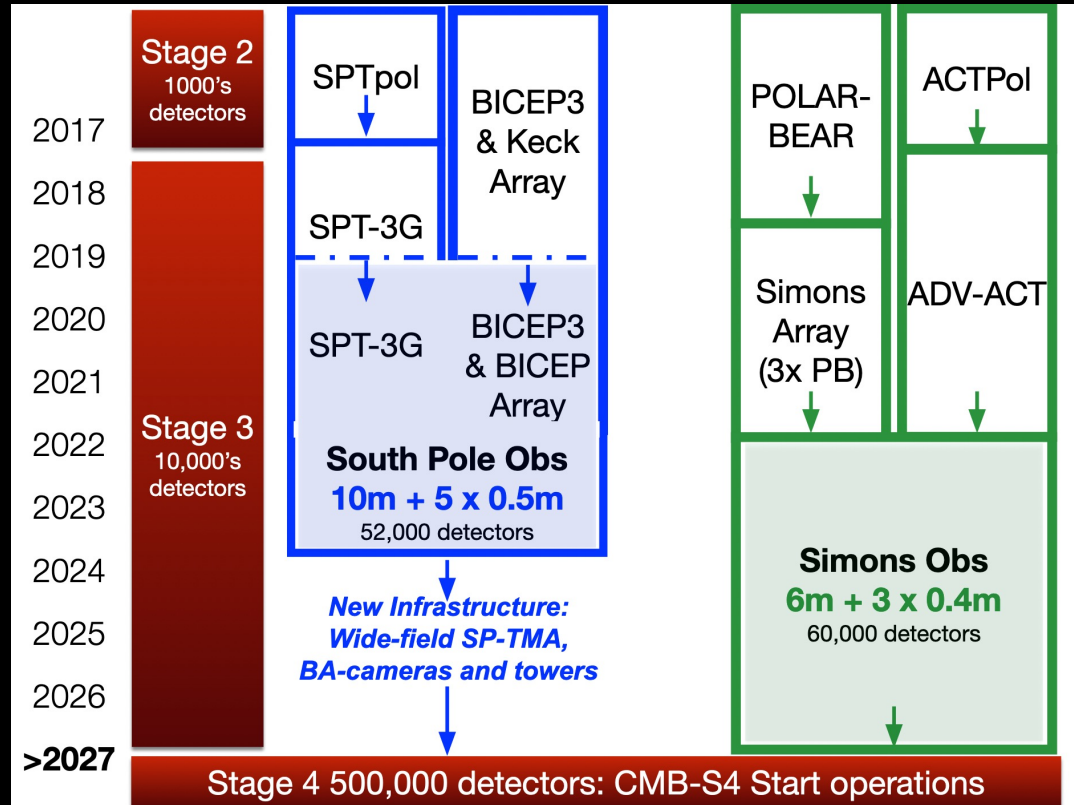 2017
2018
2019
2020
2021
2022
2023
2024
2025
2026
>2027
Stage 2
1000's
detectors
Stage 3
10,000's
detectors
SPTpol
SPT-3G
BICEP3
& Keck
Array
SPT-3G
BICEP3
& BICEP
Array
South Pole Obs
10m + 5 x 0.5m
52,000 detectors
New Infrastructure:
Wide-field SP-TMA,
BA-cameras and towers
POLAR-
BEAR
Simons
Array
(3x PB)
ACTPol
ADV-ACT
Simons Obs
6m + 3 x 0.4m
60,000 detectors
Stage 4 500,000 detectors: CMB-S4 Start operations